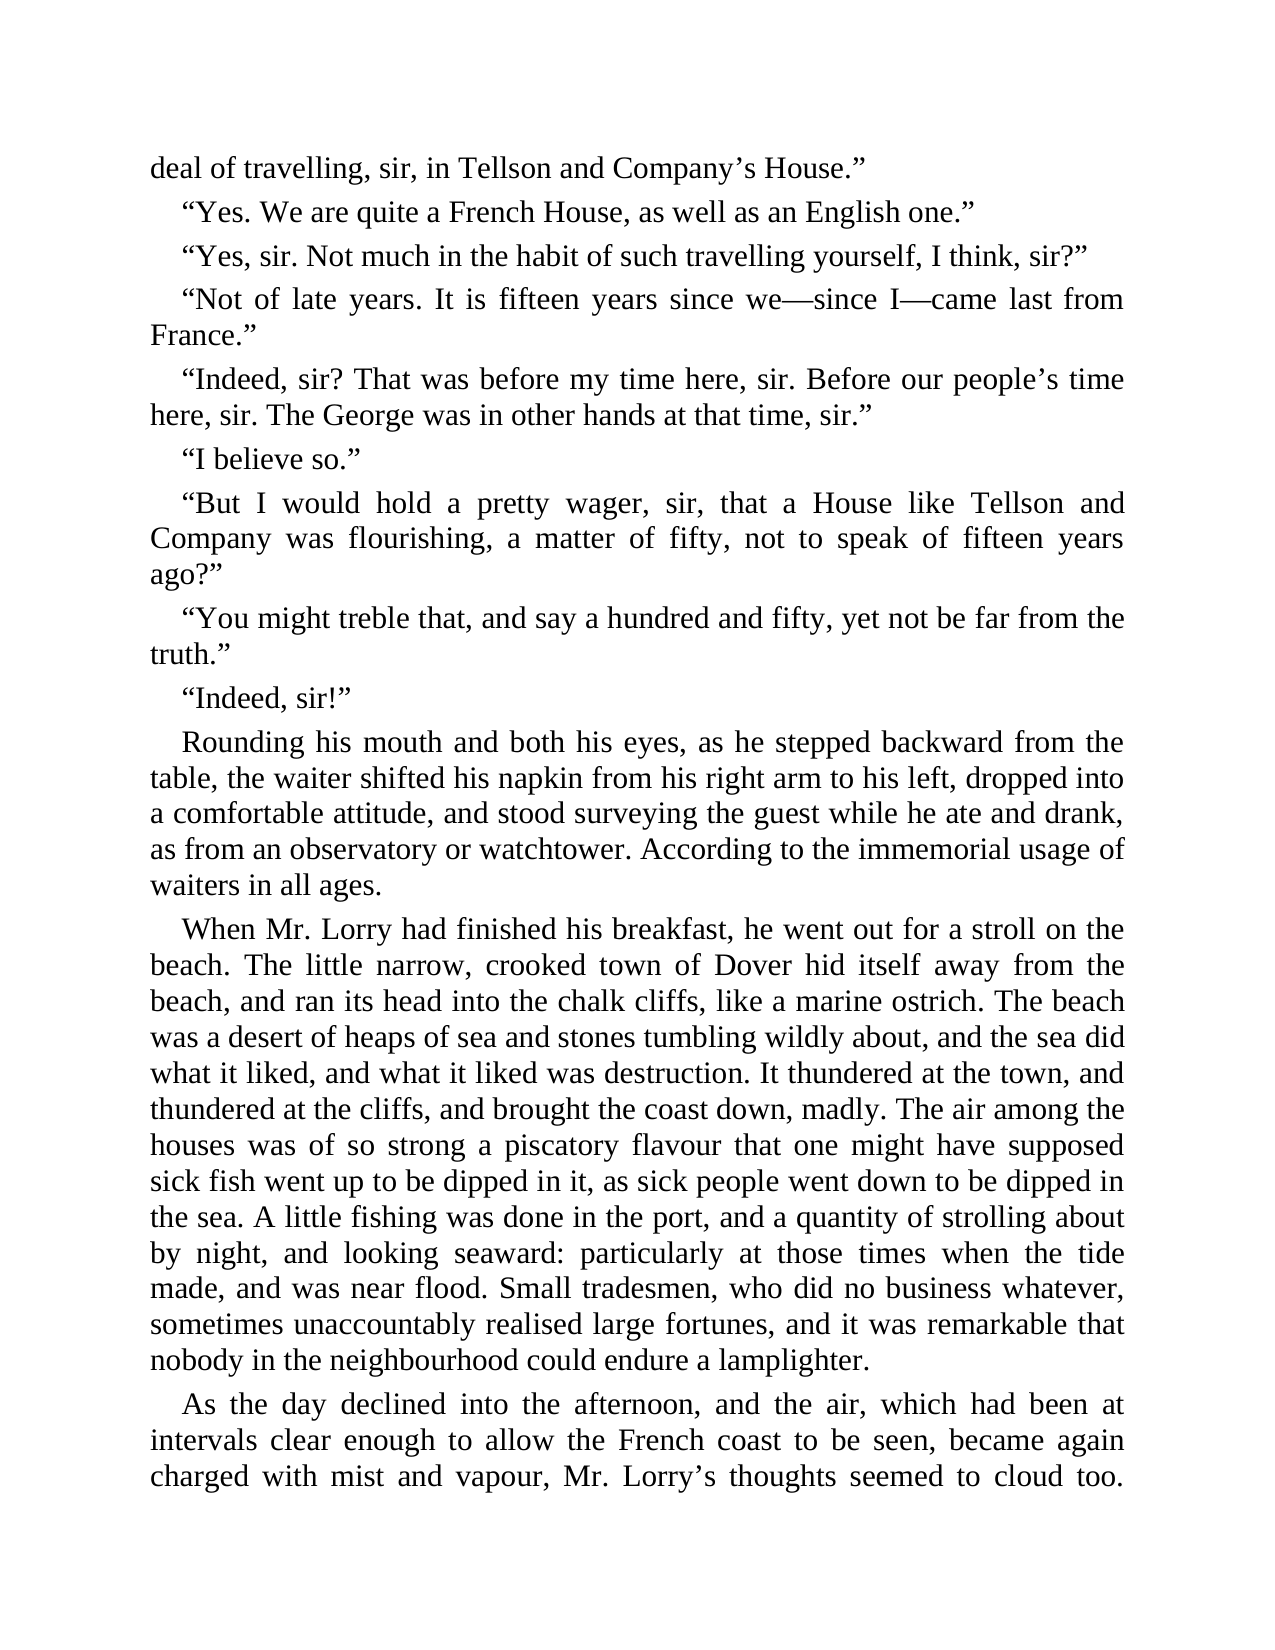 deal of travelling, sir, in Tellson and Company’s House.”
“Yes. We are quite a French House, as well as an English one.”
“Yes, sir. Not much in the habit of such travelling yourself, I think, sir?”
“Not of late years. It is fifteen years since we—since I—came last from
France.”
“Indeed, sir? That was before my time here, sir. Before our people’s time
here, sir. The George was in other hands at that time, sir.”
“I believe so.”
“But I would hold a pretty wager, sir, that a House like Tellson and
Company was flourishing, a matter of fifty, not to speak of fifteen years
ago?”
“You might treble that, and say a hundred and fifty, yet not be far from the
truth.”
“Indeed, sir!”
Rounding his mouth and both his eyes, as he stepped backward from the
table, the waiter shifted his napkin from his right arm to his left, dropped into
a comfortable attitude, and stood surveying the guest while he ate and drank,
as from an observatory or watchtower. According to the immemorial usage of
waiters in all ages.
When Mr. Lorry had finished his breakfast, he went out for a stroll on the
beach. The little narrow, crooked town of Dover hid itself away from the
beach, and ran its head into the chalk cliffs, like a marine ostrich. The beach
was a desert of heaps of sea and stones tumbling wildly about, and the sea did
what it liked, and what it liked was destruction. It thundered at the town, and
thundered at the cliffs, and brought the coast down, madly. The air among the
houses was of so strong a piscatory flavour that one might have supposed
sick fish went up to be dipped in it, as sick people went down to be dipped in
the sea. A little fishing was done in the port, and a quantity of strolling about
by night, and looking seaward: particularly at those times when the tide
made, and was near flood. Small tradesmen, who did no business whatever,
sometimes unaccountably realised large fortunes, and it was remarkable that
nobody in the neighbourhood could endure a lamplighter.
As the day declined into the afternoon, and the air, which had been at
intervals clear enough to allow the French coast to be seen, became again
charged with mist and vapour, Mr. Lorry’s thoughts seemed to cloud too.